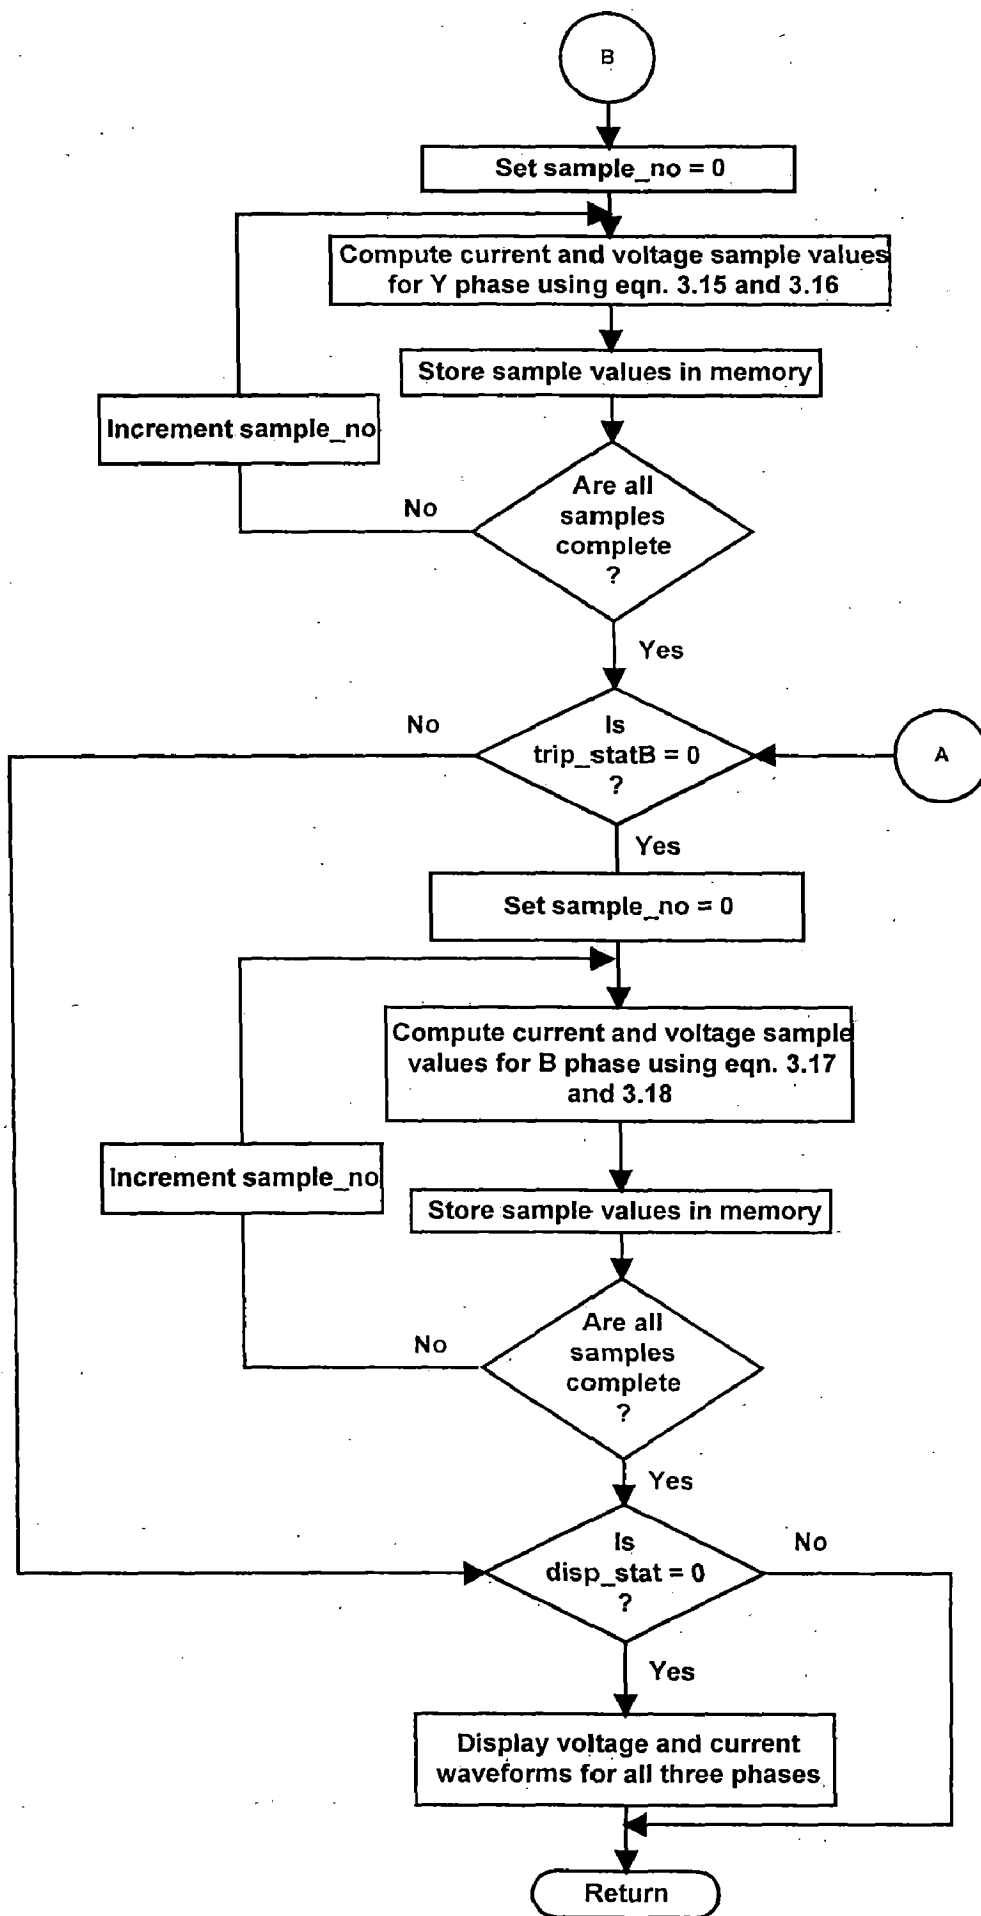 B
Set sample_no = 0
Compute current and voltage sample values
for Y phase using eqn. 3.15 and 3.16
Store sample values in memory
Increment sample_no
No
Are all
samples
complete
?
Yes
No
Is
trip_statB = 0
?
A
Yes
Set sample_no = 0
Compute current and voltage sample
values for B phase using eqn. 3.17
and 3.18
Increment sample_no
Store sample values in memory
No
Are all
samples
complete
?
Yes
Is
disp_stat = 0
?
No
Yes
Display voltage and current
waveforms for all three phases
Return